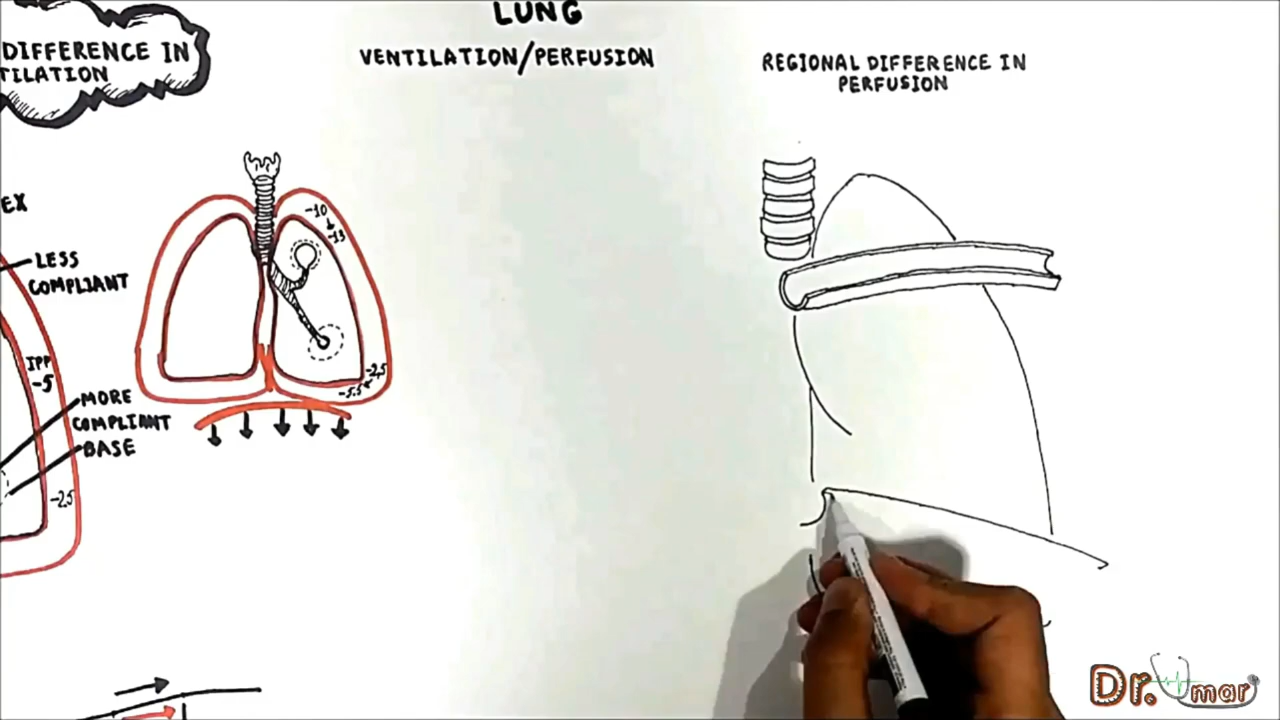 LUNG
VENTILATION/PERFUSION
DIFFERENCE IN
TILATION
EX
LESS
COMPLIANT
IPP
-5
MORE
COMPLIANT
BASE
-2.5
-10
-13
-2.5
-5.5
REGIONAL DIFFERENCE IN
PERFUSION
Dr. Umar